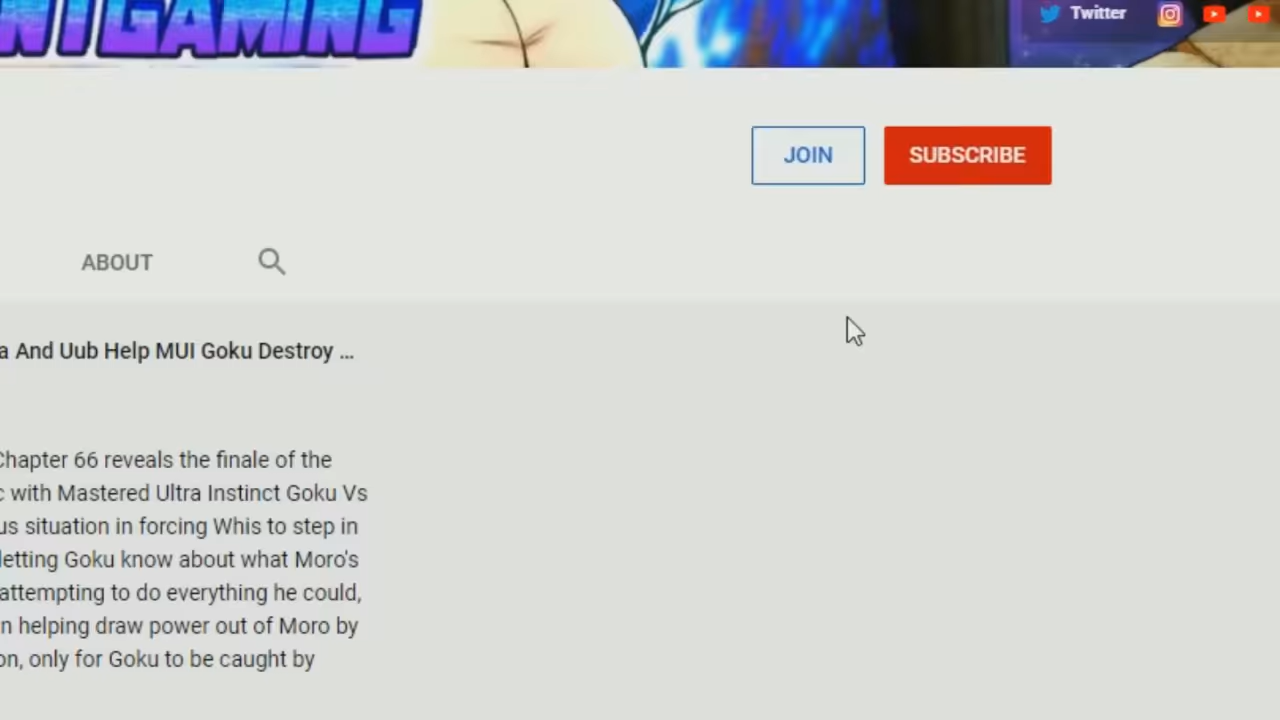 NTGAMING
Twitter
JOIN
SUBSCRIBE
ABOUT
a And Uub Help MUI Goku Destroy ...
Chapter 66 reveals the finale of the
c with Mastered Ultra Instinct Goku Vs
us situation in forcing Whis to step in
letting Goku know about what Moro's
attempting to do everything he could,
n helping draw power out of Moro by
on, only for Goku to be caught by